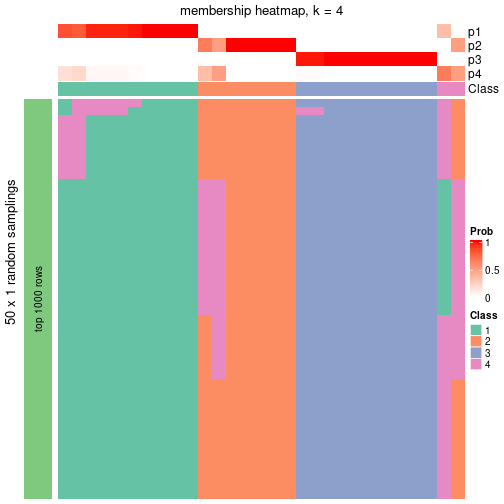 membership heatmap, k = 4
p1
p2
p3
p4
Class
50 x 1 random samplings
top 1000 rows
Prob
1
0.5
0
Class
1
2
3
4